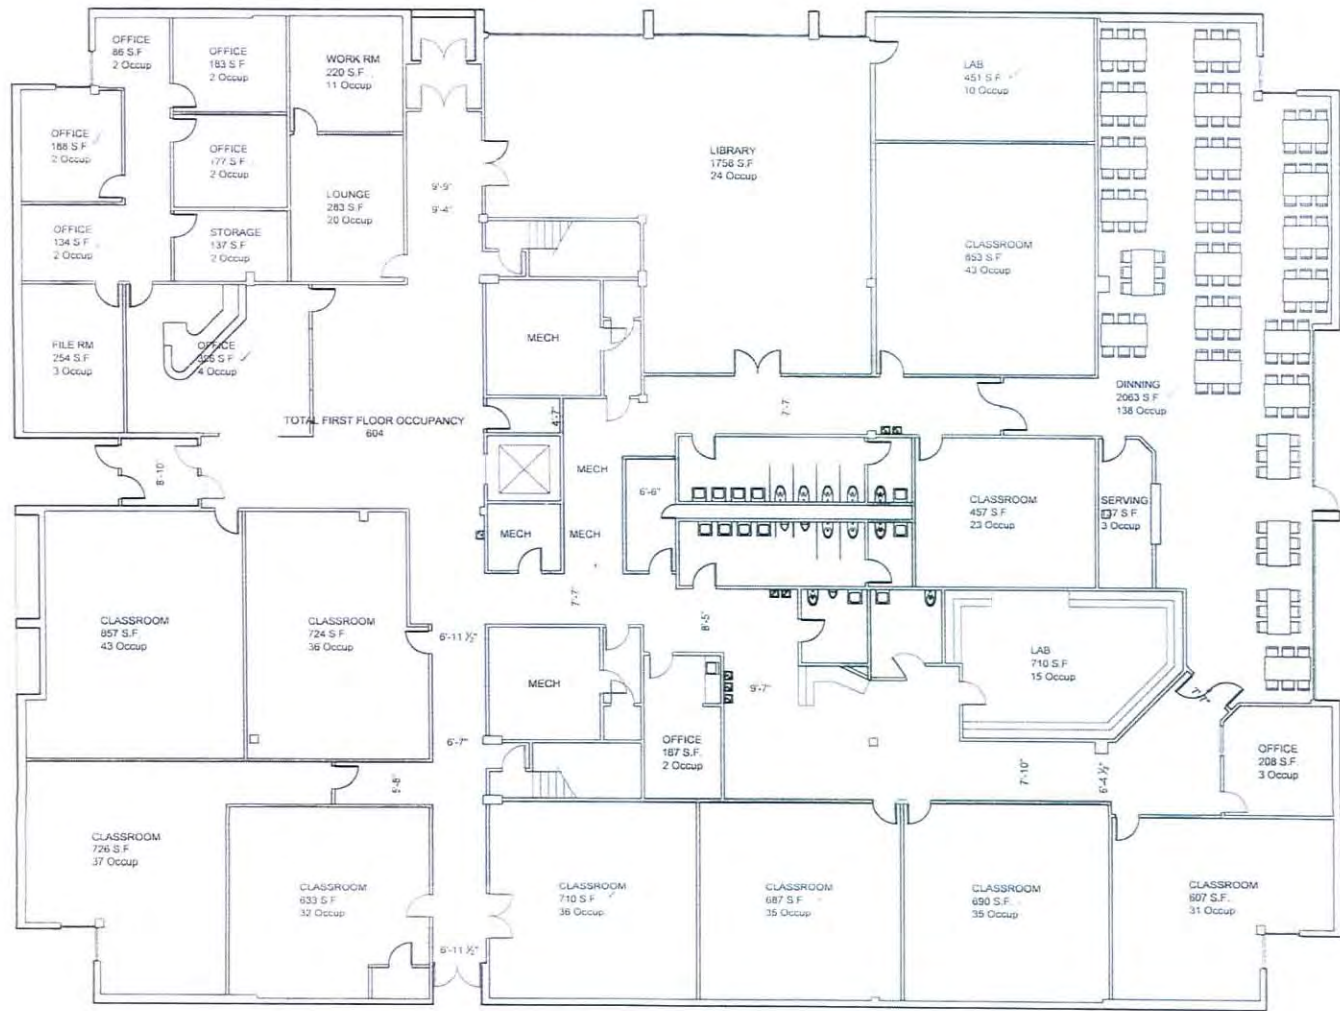 OFFICE
86 S.F
2 Occup
OFFICE
183 S.F
2 Occup
WORK RM
220 S.F.
11 Occup
LAB
451 S.F
10 Occup
OFFICE
188 S.F
2 Occup
OFFICE
177 S.F
2 Occup
LIBRARY
1758 S.F
24 Occup
LOUNGE
283 S.F
20 Occup
9'-9"
9'-4"
OFFICE
134 S.F
2 Occup
STORAGE
137 S.F
2 Occup
CLASSROOM
853 S.F
43 Occup
FILE RM
254 S.F
3 Occup
OFFICE
S.F
4 Occup
MECH
DINNING
2063 S.F
138 Occup
TOTAL FIRST FLOOR OCCUPANCY
604
4'-7"
7'-7"
8'-10"
MECH
6'-6"
CLASSROOM
457 S.F
23 Occup
SERVING
S.F
3 Occup
MECH
MECH
7'-7"
CLASSROOM
857 S.F.
43 Occup
CLASSROOM
724 S.F
36 Occup
6'-11 ½"
8'-5"
LAB
710 S.F
15 Occup
MECH
9'-7"
7'-7"
6'-7"
OFFICE
187 S.F.
2 Occup
OFFICE
208 S.F.
3 Occup
5'-8"
7'-10"
6'-4 ½"
CLASSROOM
726 S.F
37 Occup
CLASSROOM
633 S.F
32 Occup
CLASSROOM
710 S.F
36 Occup
CLASSROOM
687 S.F
35 Occup
CLASSROOM
690 S.F.
35 Occup
CLASSROOM
607 S.F.
31 Occup
6'-11 ½"